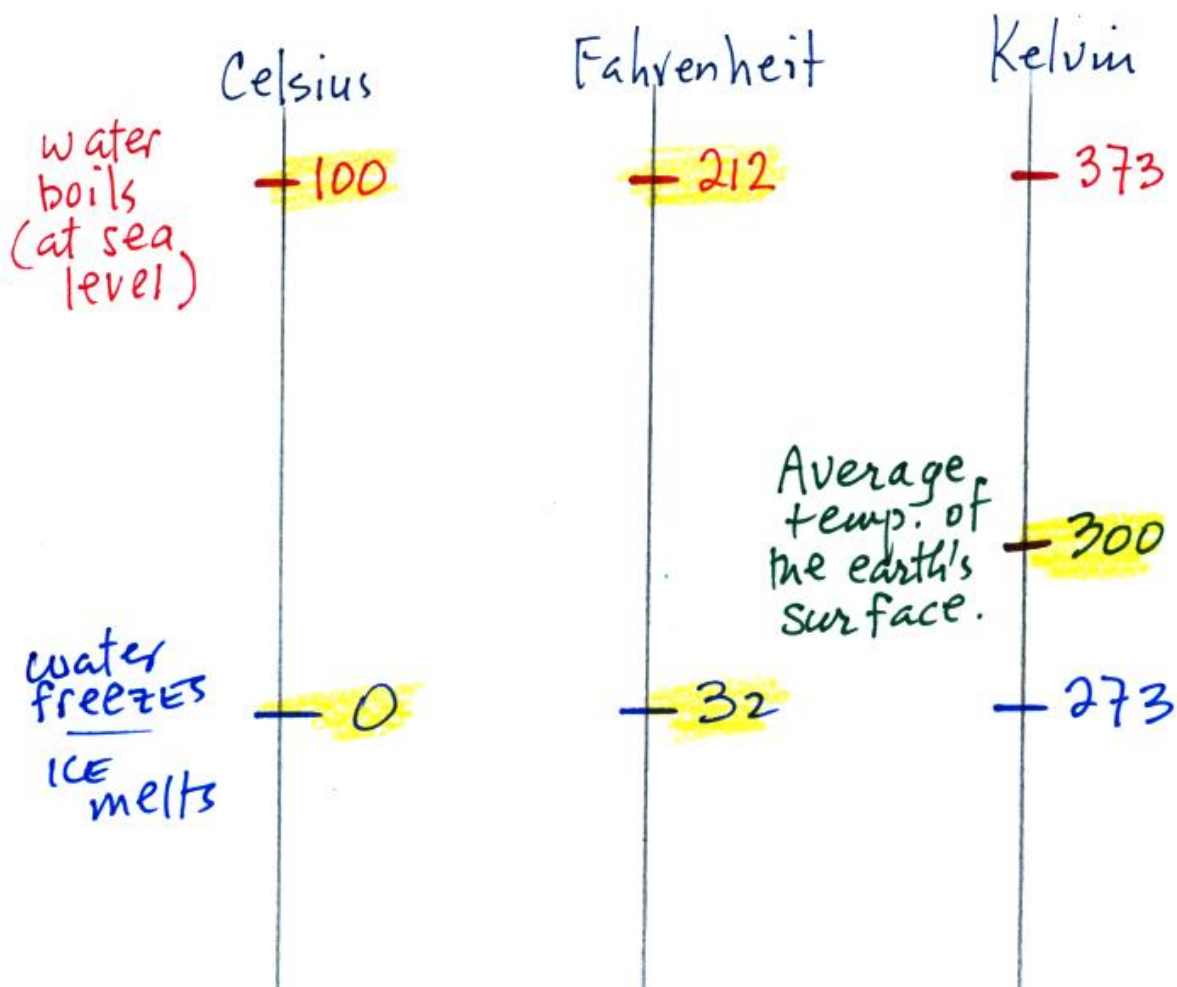 Celsius Fahrenheit Kelvin
water
boils
(at sea
level)
100 212 373
Average
temp. of
the earth's
surface.
300
water
freezes
ICE
melts
0 32 273